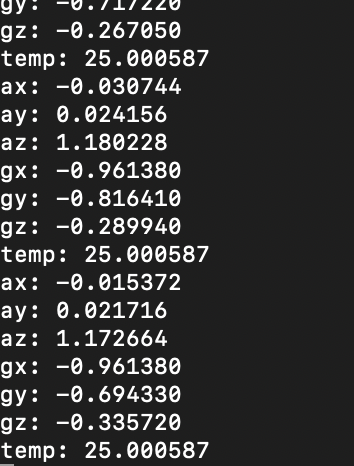 gy: -0.717220
gz: -0.267050
temp: 25.000587
ax: -0.030744
ay: 0.024156
az: 1.180228
gx: -0.961380
gy: -0.816410
gz: -0.289940
temp: 25.000587
ax: -0.015372
ay: 0.021716
az: 1.172664
gx: -0.961380
gy: -0.694330
gz: -0.335720
temp: 25.000587